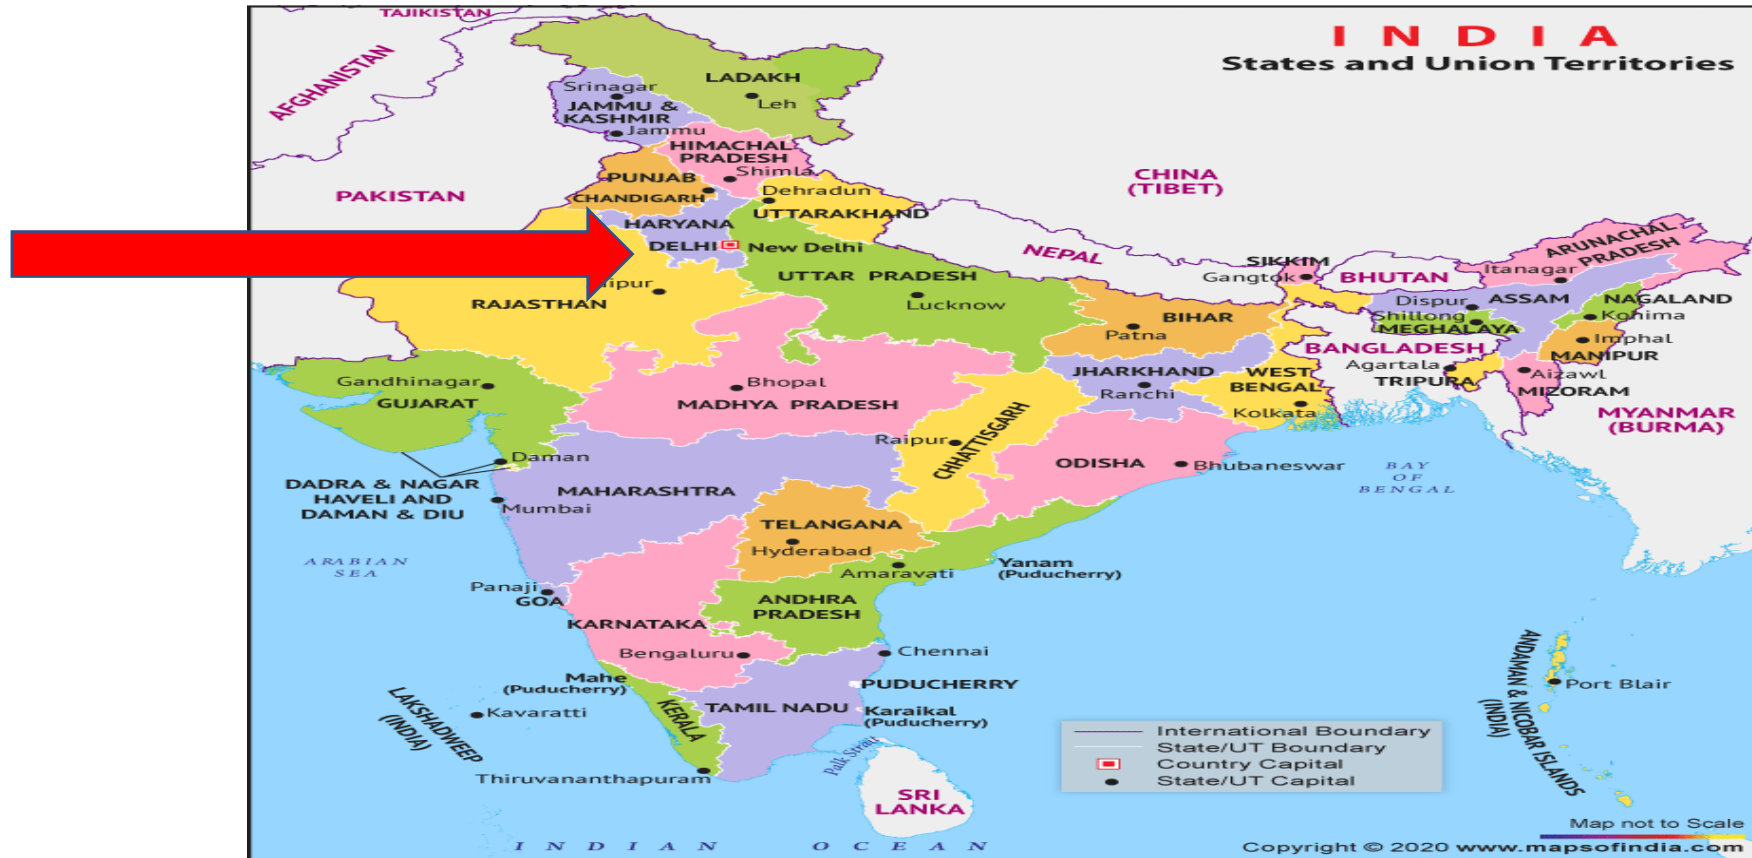 INDIA
States and Union Territories
TAJIKISTAN
AFGHANISTAN
PAKISTAN
CHINA
(TIBET)
NEPAL
BHUTAN
BANGLADESH
MYANMAR
(BURMA)
SRI
LANKA
LADAKH
Leh
Srinagar
JAMMU &
KASHMIR
Jammu
HIMACHAL
PRADESH
Shimla
PUNJAB
CHANDIGARH
Dehradun
UTTARAKHAND
HARYANA
DELHI
New Delhi
UTTAR PRADESH
Lucknow
ipur
RAJASTHAN
BIHAR
Patna
SIKKIM
Gangtok
ARUNACHAL
PRADESH
Itanagar
Dispur
ASSAM
NAGALAND
Kohima
Shillong
MEGHALAYA
Imphal
MANIPUR
Agartala
TRIPURA
Aizawl
MIZORAM
JHARKHAND
Ranchi
WEST
BENGAL
Kolkata
Gandhinagar
GUJARAT
Bhopal
MADHYA PRADESH
Raipur
CHHATTISGARH
ODISHA
Bhubaneswar
Daman
DADRA & NAGAR
HAVELI AND
DAMAN & DIU
MAHARASHTRA
Mumbai
TELANGANA
Hyderabad
Amaravati
Yanam
(Puducherry)
ANDHRA
PRADESH
Panaji
GOA
KARNATAKA
Bengaluru
Chennai
Mahe
(Puducherry)
PUDUCHERRY
TAMIL NADU
Karaikal
(Puducherry)
KERALA
Thiruvananthapuram
Kavaratti
LAKSHADWEEP
(INDIA)
ANDAMAN & NICOBAR ISLANDS
(INDIA)
Port Blair
ARABIAN
SEA
BAY
OF
BENGAL
Palk Strait
INDIAN OCEAN
International Boundary
State/UT Boundary
Country Capital
State/UT Capital
Map not to Scale
Copyright © 2020 www.mapsofindia.com